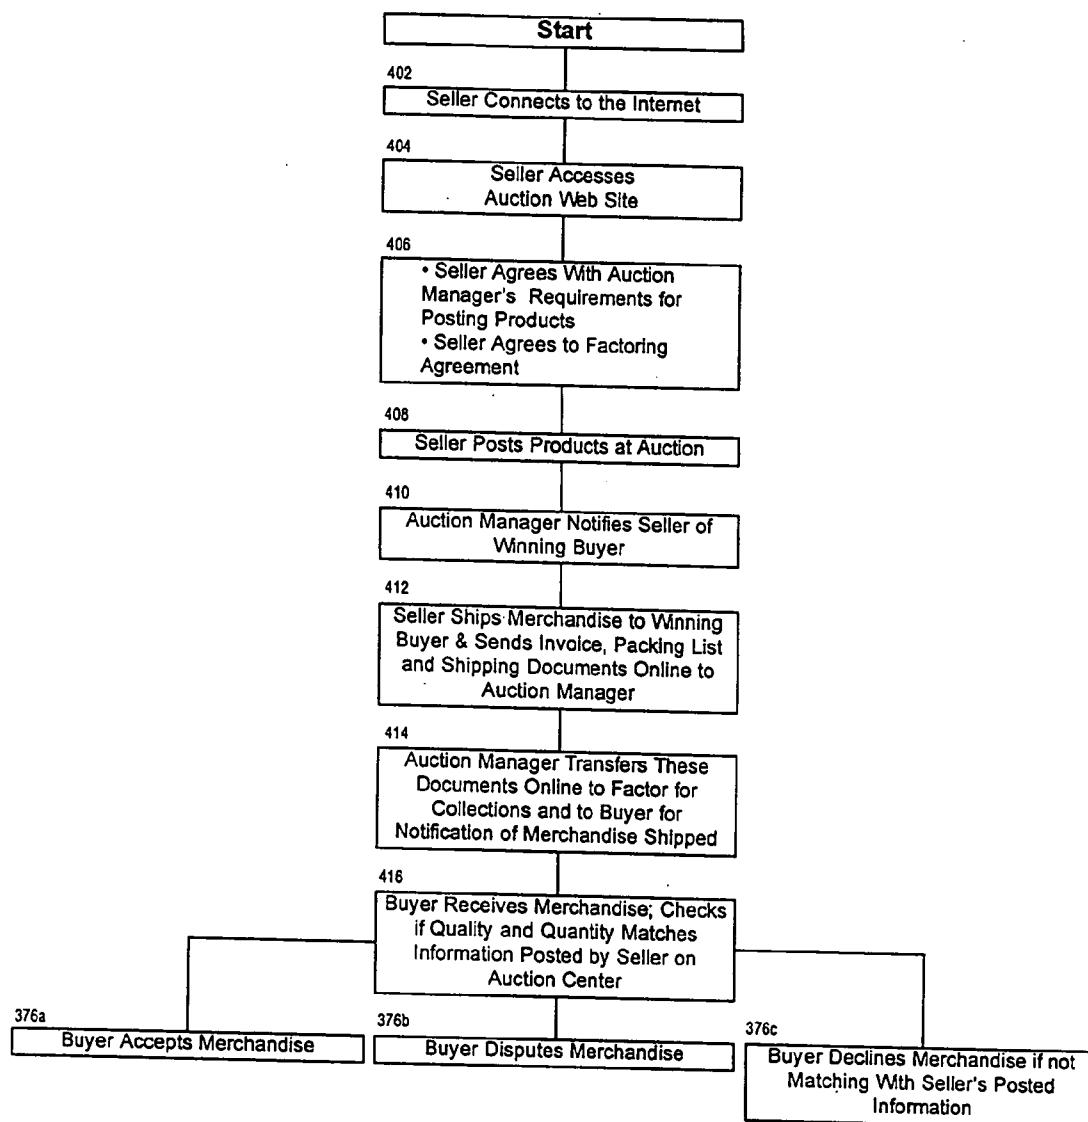 Start
402
Seller Connects to the Internet
404
Seller Accesses
Auction Web Site
406
• Seller Agrees With Auction
Manager's Requirements for
Posting Products
• Seller Agrees to Factoring
Agreement
408
Seller Posts Products at Auction
410
Auction Manager Notifies Seller of
Winning Buyer
412
Seller Ships Merchandise to Winning
Buyer & Sends Invoice, Packing List
and Shipping Documents Online to
Auction Manager
414
Auction Manager Transfers These
Documents Online to Factor for
Collections and to Buyer for
Notification of Merchandise Shipped
416
Buyer Receives Merchandise; Checks
if Quality and Quantity Matches
Information Posted by Seller on
Auction Center
376a
Buyer Accepts Merchandise
376b
Buyer Disputes Merchandise
376c
Buyer Declines Merchandise if not
Matching With Seller's Posted
Information